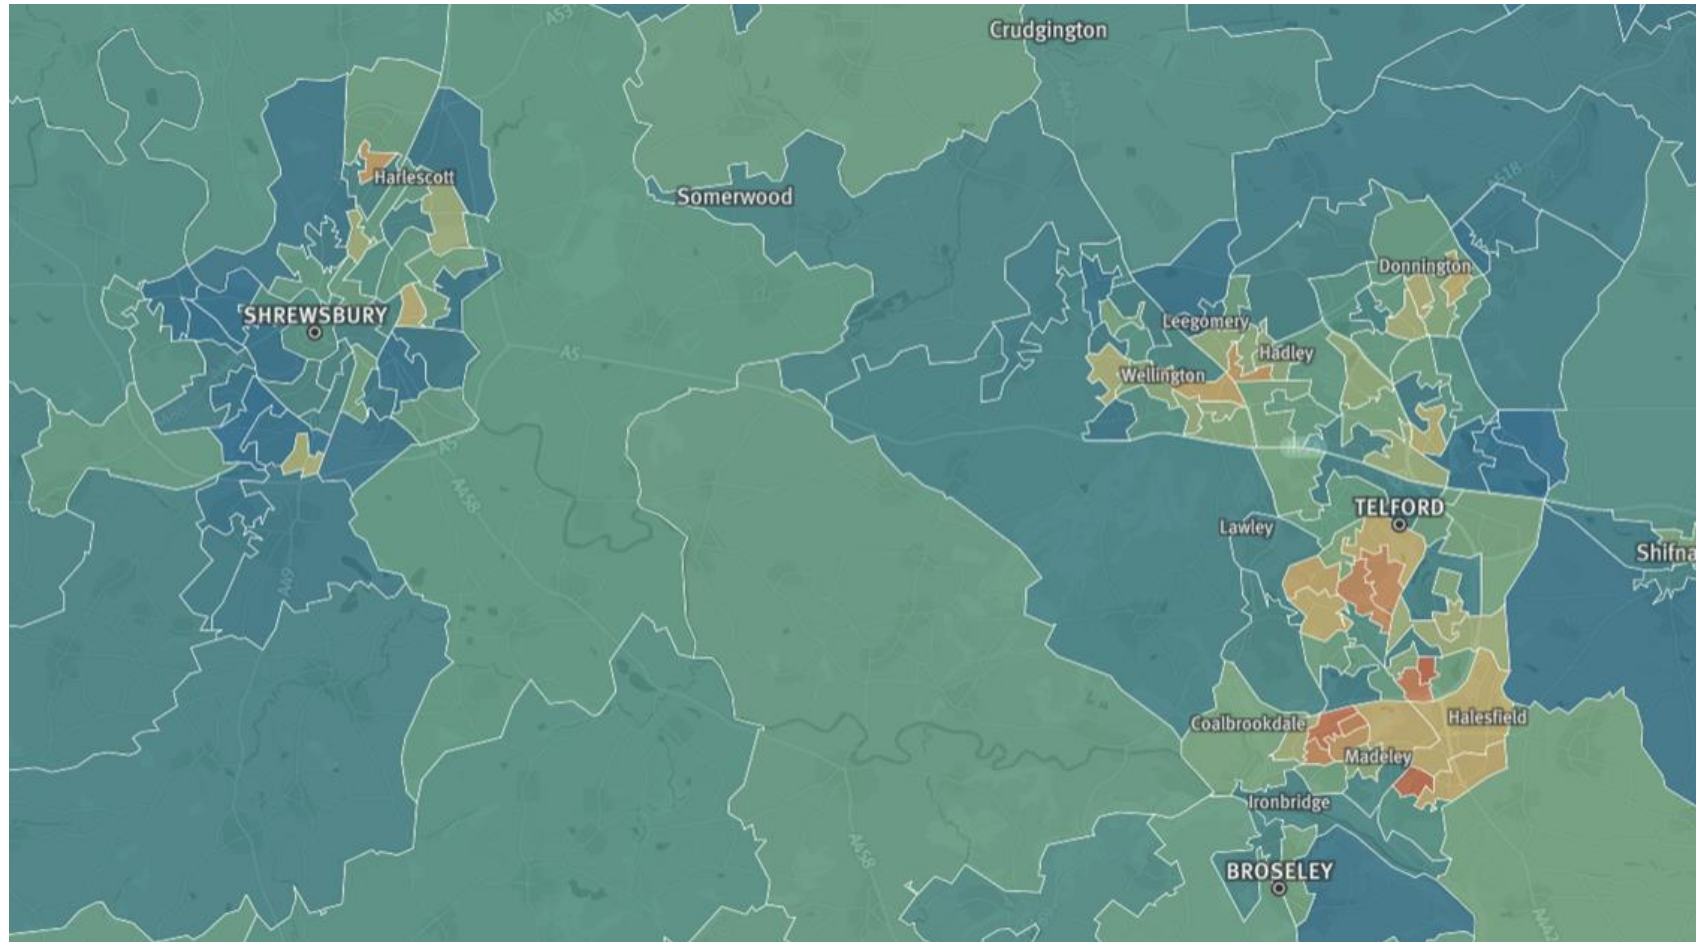 A53
Crudgington
A518
Harlescott
Somerwood
Donnington
SHREWSBURY
Leegomery
A5
Hadley
Wellington
A5
A458
TELFORD
Lawley
Shifna
A49
Coalbrookdale
Halesfield
Madeley
Ironbridge
A458
BROSELEY
A442